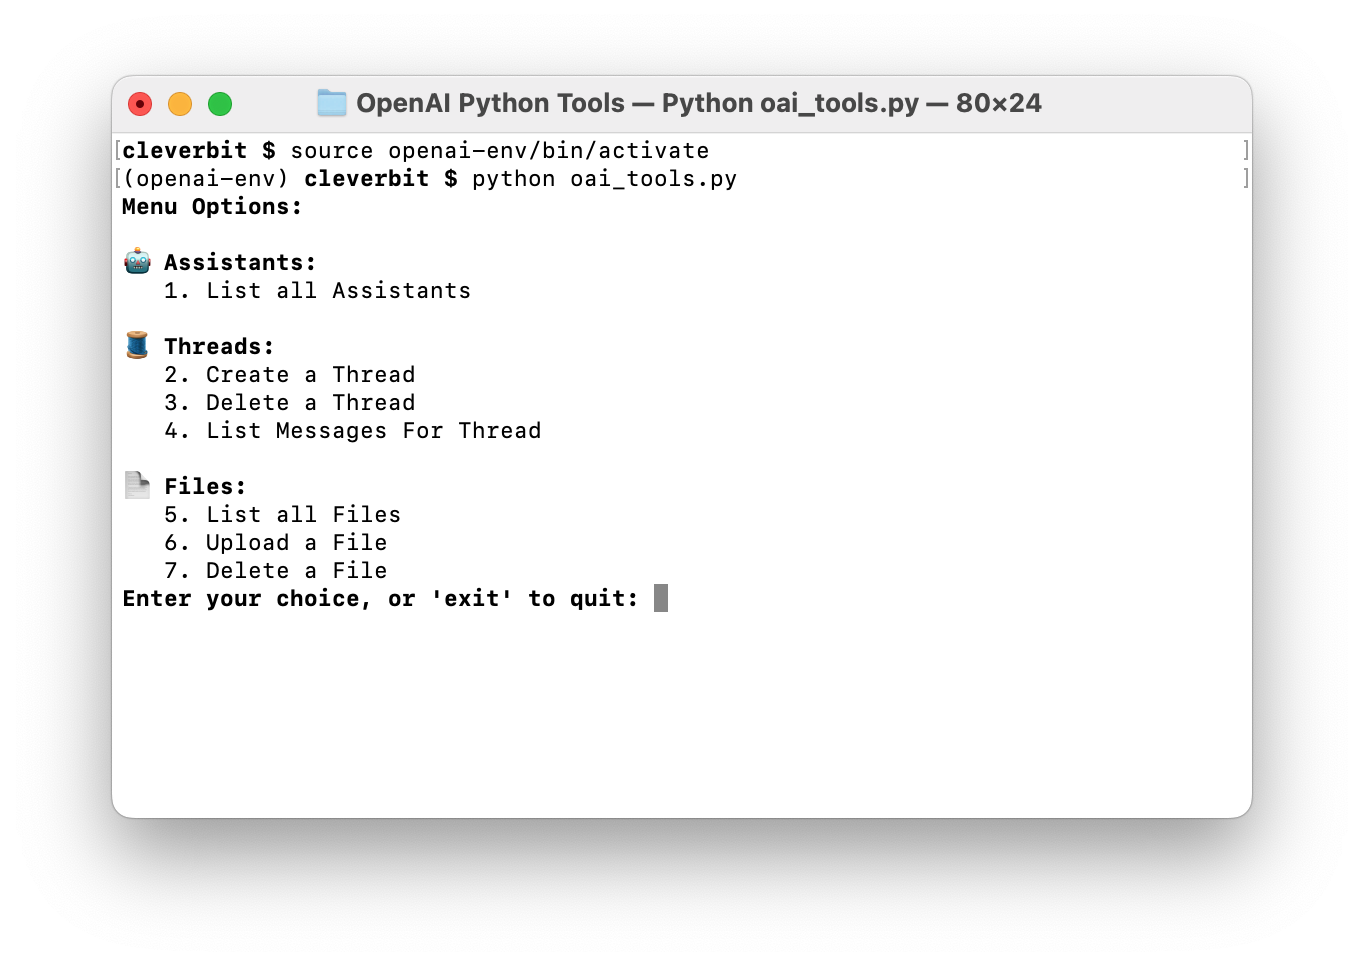 OpenAI Python Tools — Python oai_tools.py — 80×24
[cleverbit $ source openai-env/bin/activate ]
[(openai-env) cleverbit $ python oai_tools.py ]
Menu Options:
🤖 Assistants:
1. List all Assistants
🧵 Threads:
2. Create a Thread
3. Delete a Thread
4. List Messages For Thread
📄 Files:
5. List all Files
6. Upload a File
7. Delete a File
Enter your choice, or 'exit' to quit: